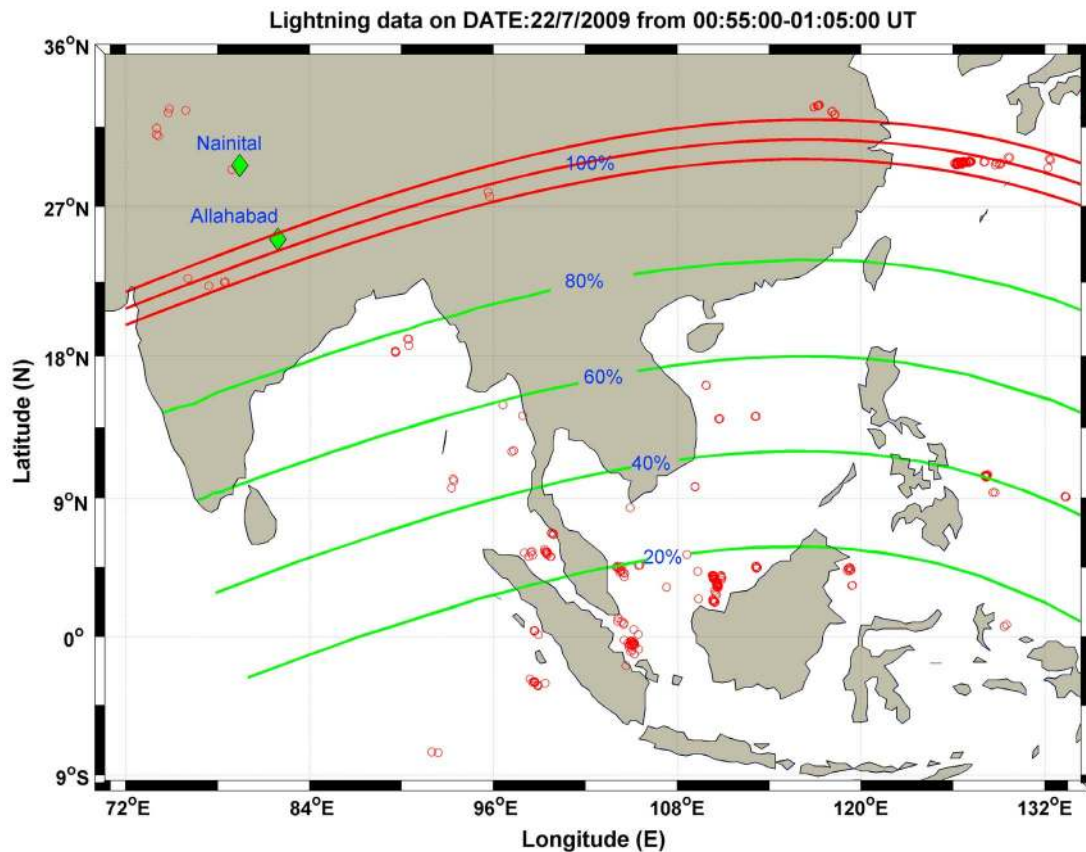 Lightning data on DATE:22/7/2009 from 00:55:00-01:05:00 UT
36°N
Nainital
100%
27°N
Allahabad
80%
18°N
60%
Latitude (N)
40%
9°N
20%
0°
9°S
72°E 84°E 96°E 108°E 120°E 132°E
Longitude (E)